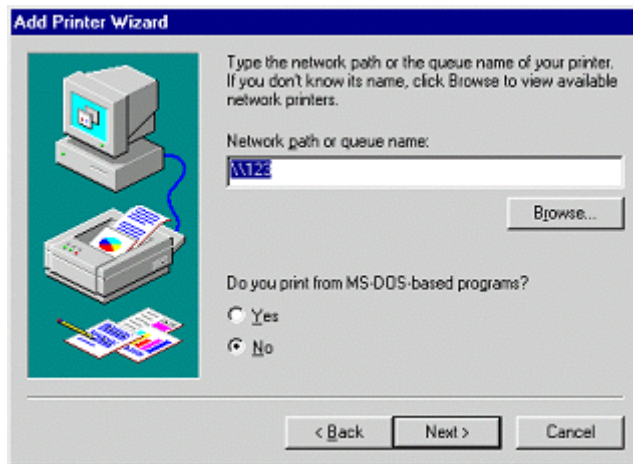 Add Printer Wizard
Type the network path or the queue name of your printer.
If you don't know its name, click Browse to view available
network printers.
Network path or queue name:
\\123
Browse...
Do you print from MS-DOS-based programs?
Yes
No
< Back
Next >
Cancel